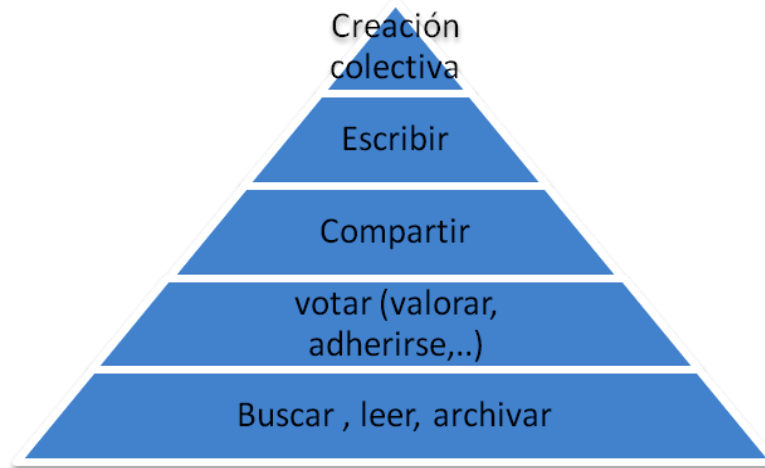 Creación
colectiva
Escribir
Compartir
votar (valorar,
adherirse,..)
Buscar , leer, archivar